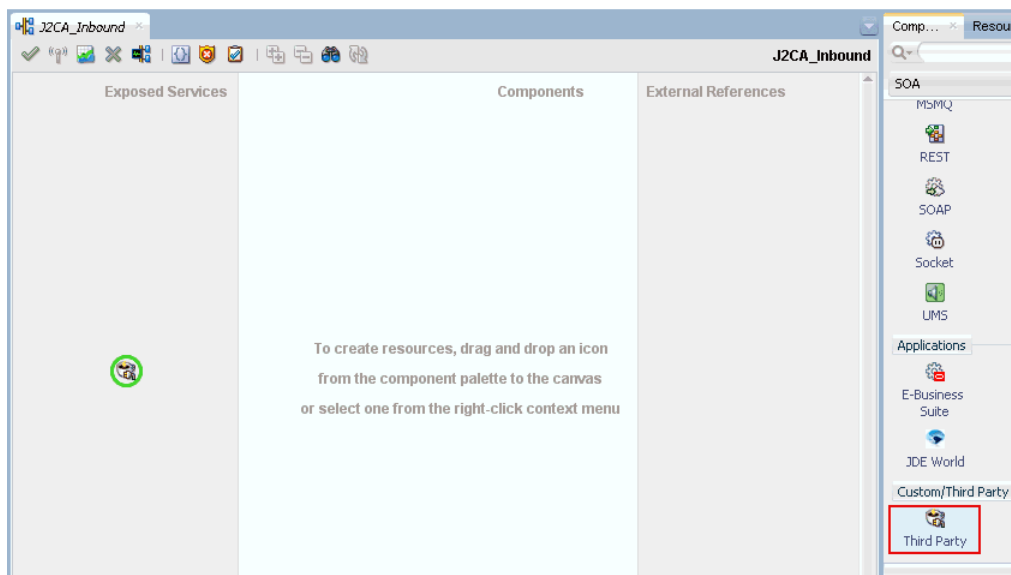 J2CA_Inbound
J2CA_Inbound
Exposed Services
Components
External References
To create resources, drag and drop an icon
from the component palette to the canvas
or select one from the right-click context menu
Comp...
Resou
SOA
MSMQ
REST
SOAP
Socket
UMS
Applications
E-Business
Suite
JDE World
Custom/Third Party
Third Party